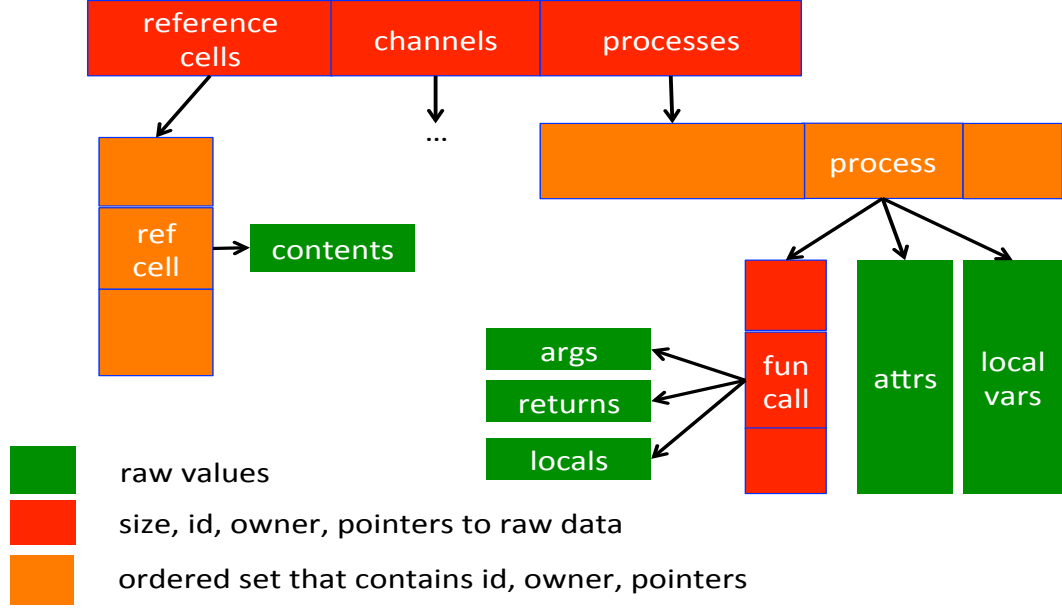 reference
cells
channels
processes
...
process
ref
cell
contents
args
returns
locals
fun
call
attrs
local
vars
raw values
size, id, owner, pointers to raw data
ordered set that contains id, owner, pointers